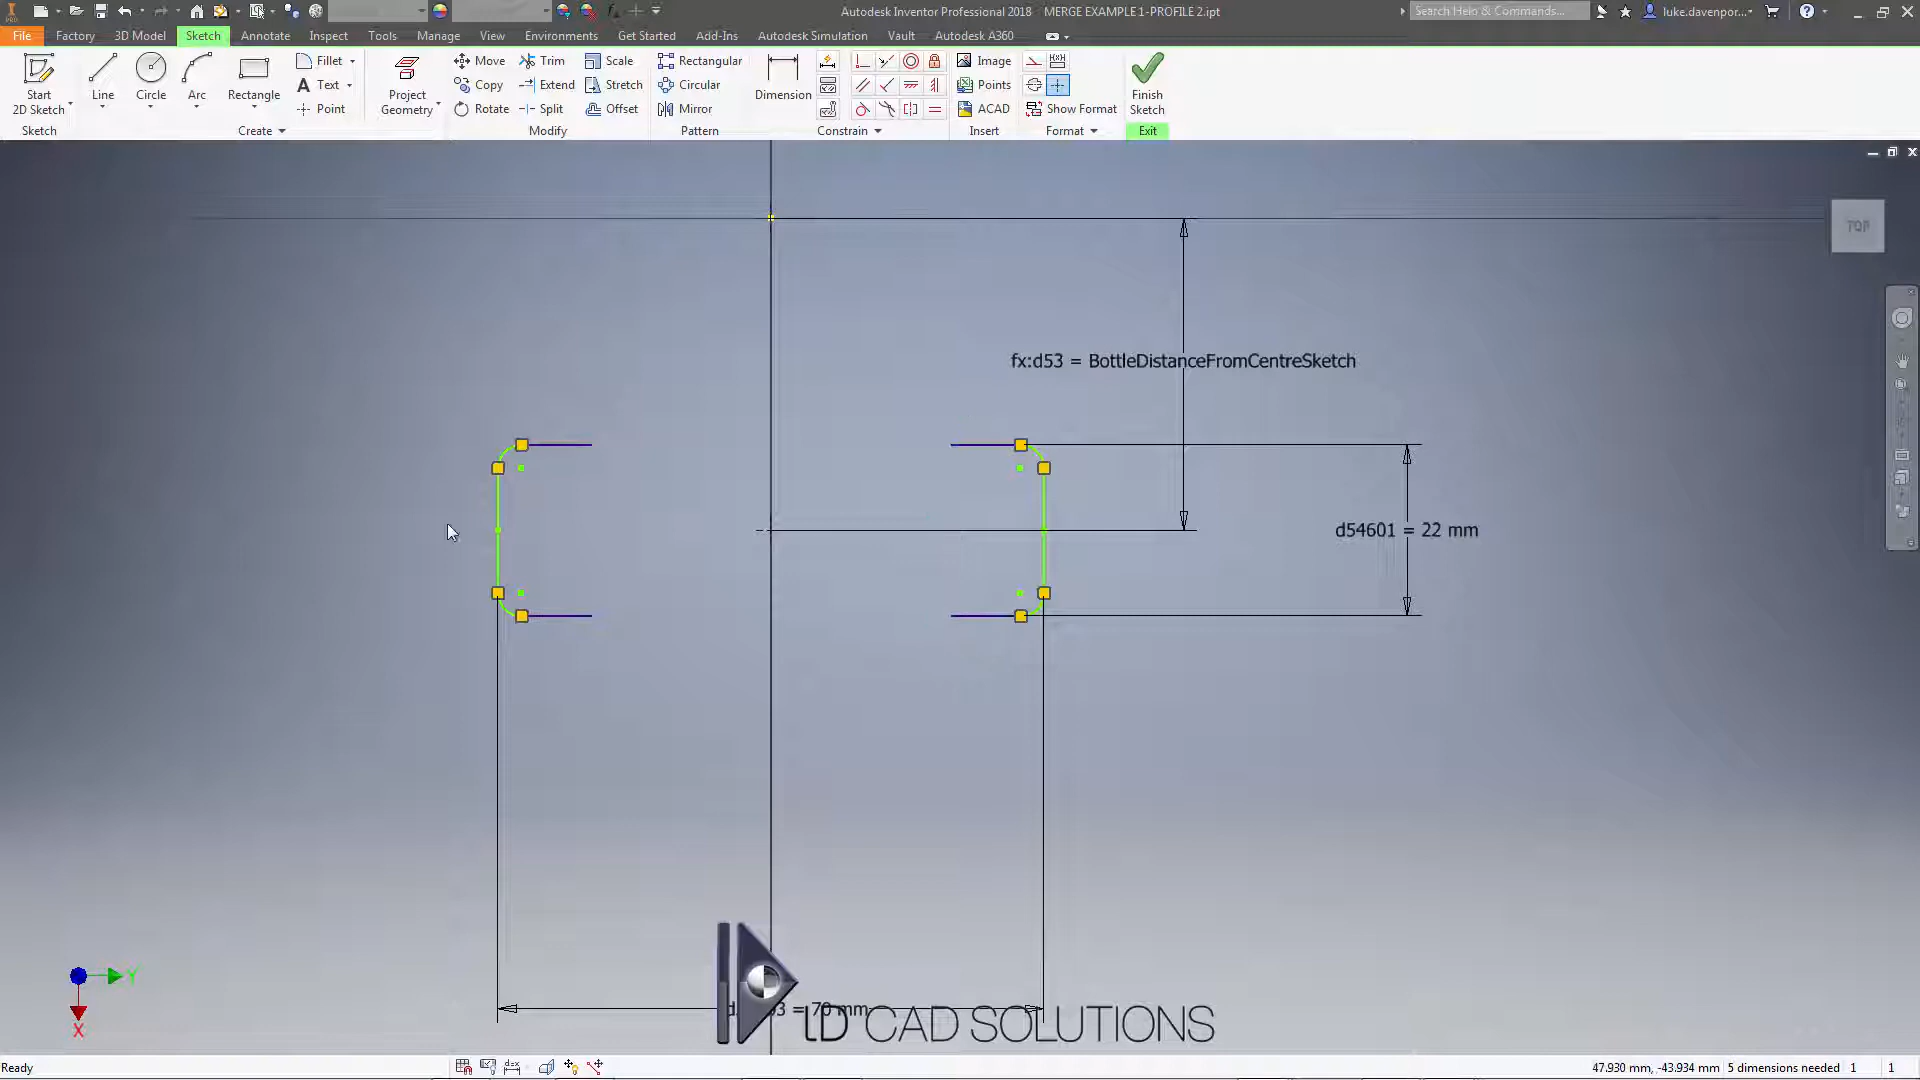 Autodesk Inventor Professional 2018 MERGE EXAMPLE 1-PROFILE 2.ipt
Search Help & Commands...
luke.davenpor...
File Factory 3D Model Sketch Annotate Inspect Tools Manage View Environments Get Started Add-Ins Autodesk Simulation Vault Autodesk A360
Start
2D Sketch
Line
Circle
Arc
Rectangle
Fillet
Text
Point
Project
Geometry
Move
Copy
Rotate
Trim
Extend
Split
Scale
Stretch
Offset
Rectangular
Circular
Mirror
Dimension
Image
Points
ACAD
Show Format
Finish
Sketch
Sketch Create Modify Pattern Constrain Insert Format Exit
TOP
fx:d53 = BottleDistanceFromCentreSketch
d54601 = 22 mm
3 = 70 mm
LD CAD SOLUTIONS
Y
X
Ready
47.930 mm, -43.934 mm 5 dimensions needed 1 1